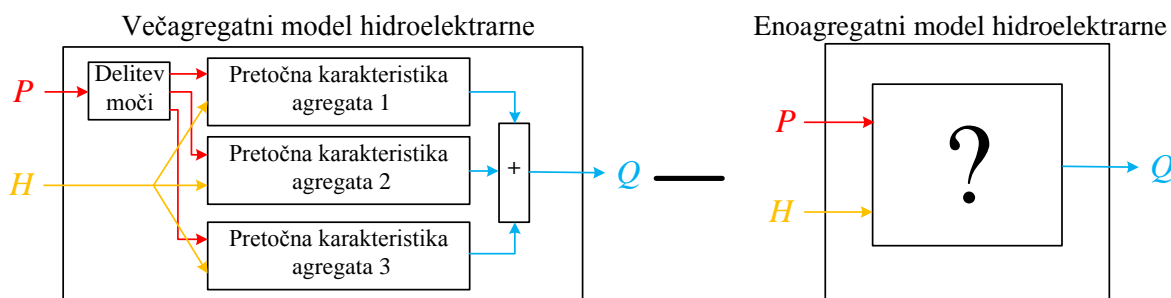 Večagregatni model hidroelektrarne
Enoagregatni model hidroelektrarne
P
Delitev
moči
Pretočna karakteristika
agregata 1
H
Pretočna karakteristika
agregata 2
Pretočna karakteristika
agregata 3
+
Q
P
H
?
Q